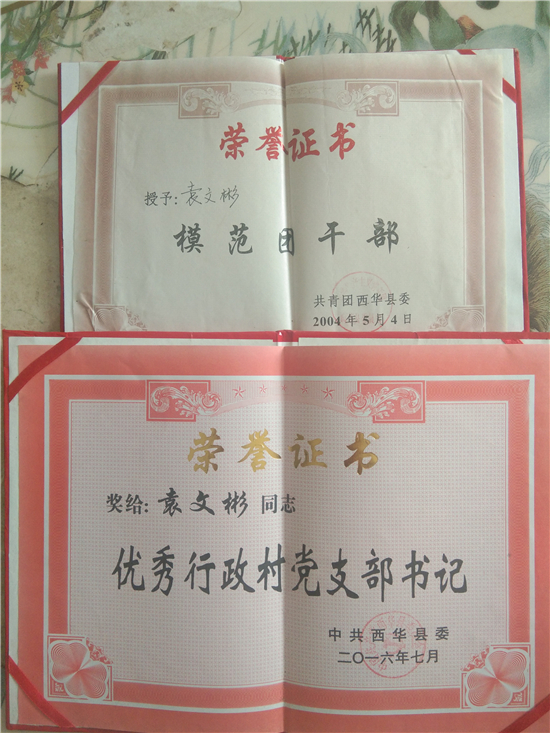 荣誉证书
授予:袁文彬
模范团干部
共青团西华县委
2004年5月4日
荣誉证书
奖给:袁文彬 同志
优秀行政村党支部书记
中共西华县委
二〇一六年七月